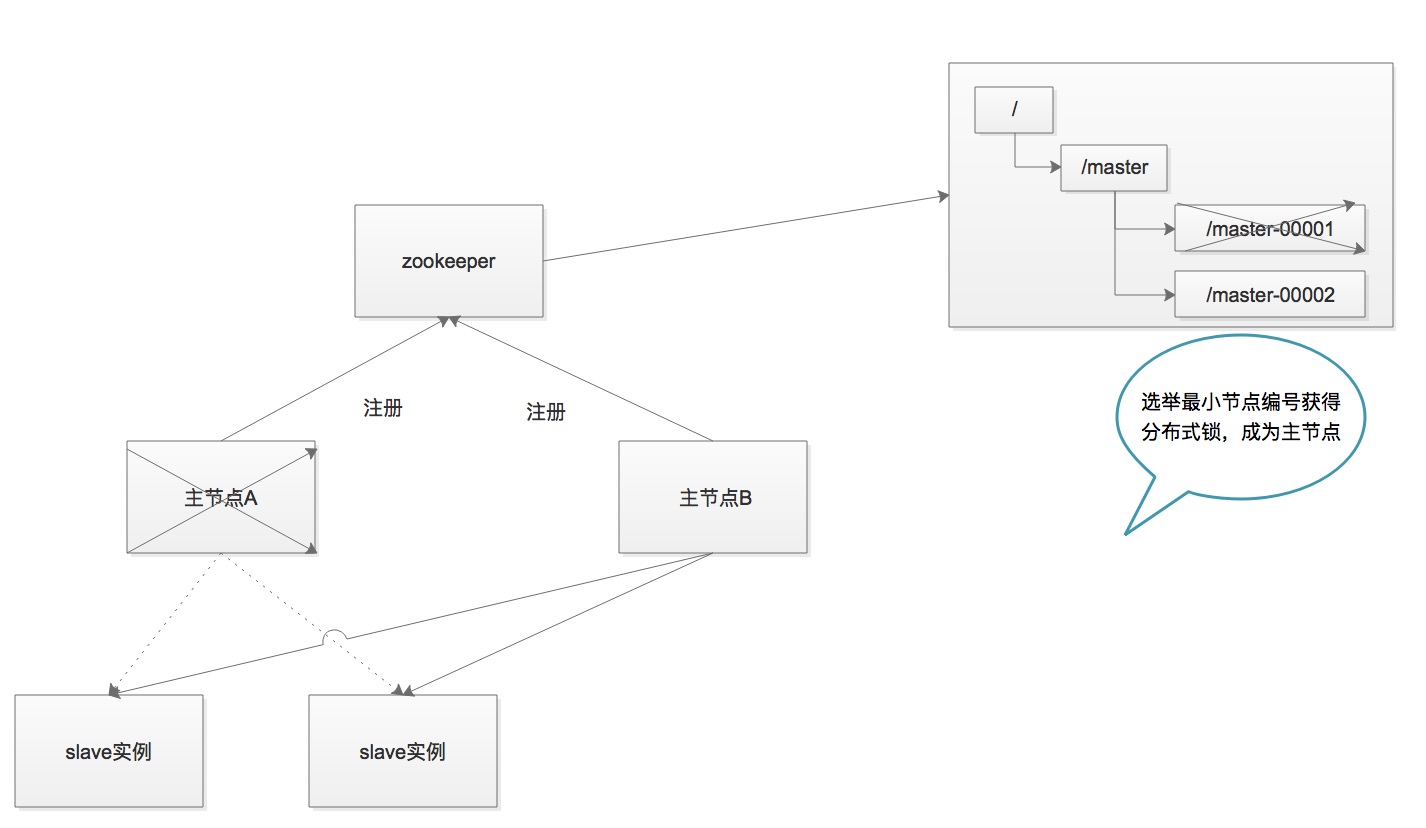 /
/master
/master-00001
/master-00002
zookeeper
选举最小节点编号获得
分布式锁，成为主节点
注册
注册
主节点A
主节点B
slave实例
slave实例